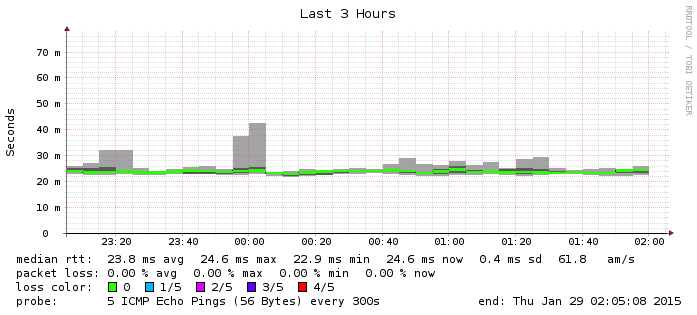 Last 3 Hours
RRDTOOL / TOBI OETIKER
Seconds
70 m
60 m
50 m
40 m
30 m
20 m
10 m
0
23:20 23:40 00:00 00:20 00:40 01:00 01:20 01:40 02:00
median rtt: 23.8 ms avg 24.6 ms max 22.9 ms min 24.6 ms now 0.4 ms sd 61.8 am/s
packet loss: 0.00 % avg 0.00 % max 0.00 % min 0.00 % now
loss color: 0 1/5 2/5 3/5 4/5
probe: 5 ICMP Echo Pings (56 Bytes) every 300s end: Thu Jan 29 02:05:08 2015